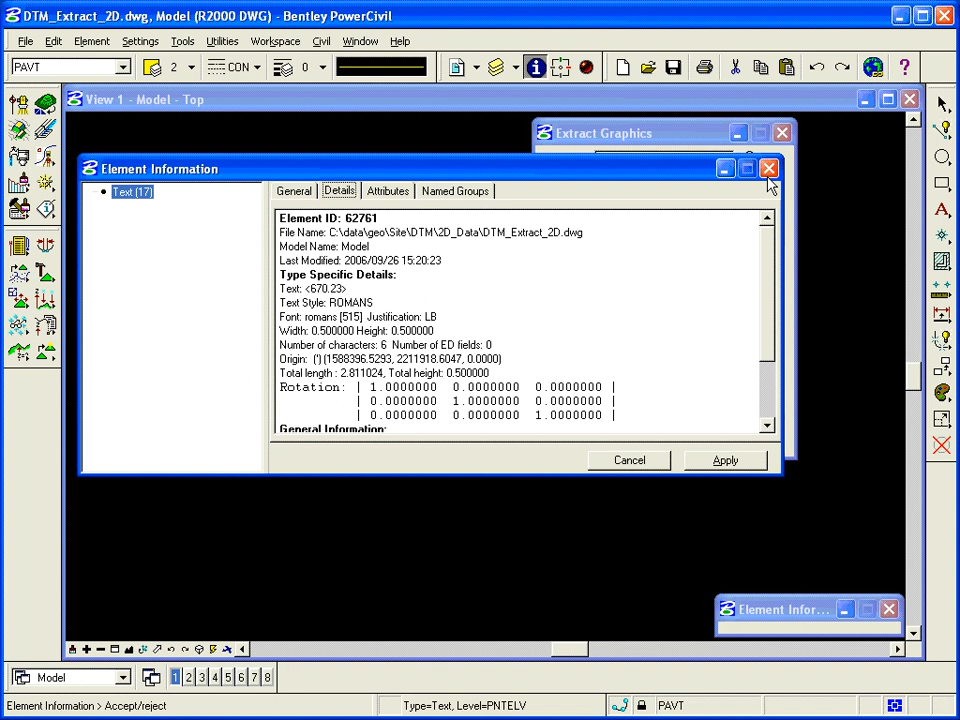 DTM_Extract_2D.dwg, Model (R2000 DWG) - Bentley PowerCivil
File Edit Element Settings Tools Utilities Workspace Civil Window Help
PAVT 2 CON 0
View 1 - Model - Top
Extract Graphics
Element Information
Text (17)
General Details Attributes Named Groups
Element ID: 62761
File Name: C:\data\geo\Site\DTM\2D_Data\DTM_Extract_2D.dwg
Model Name: Model
Last Modified: 2006/09/26 15:20:23
Type Specific Details:
Text: <670.23>
Text Style: ROMANS
Font: romans [515] Justification: LB
Width: 0.500000 Height: 0.500000
Number of characters: 6 Number of ED fields: 0
Origin: (') (1588396.5293, 2211918.6047, 0.0000)
Total length : 2.811024, Total height: 0.500000
Rotation: | 1.0000000 0.0000000 0.0000000 |
| 0.0000000 1.0000000 0.0000000 |
| 0.0000000 0.0000000 1.0000000 |
General Information:
Cancel Apply
Element Infor...
Model 1 2 3 4 5 6 7 8
Element Information > Accept/reject Type=Text, Level=PNTELV PAVT